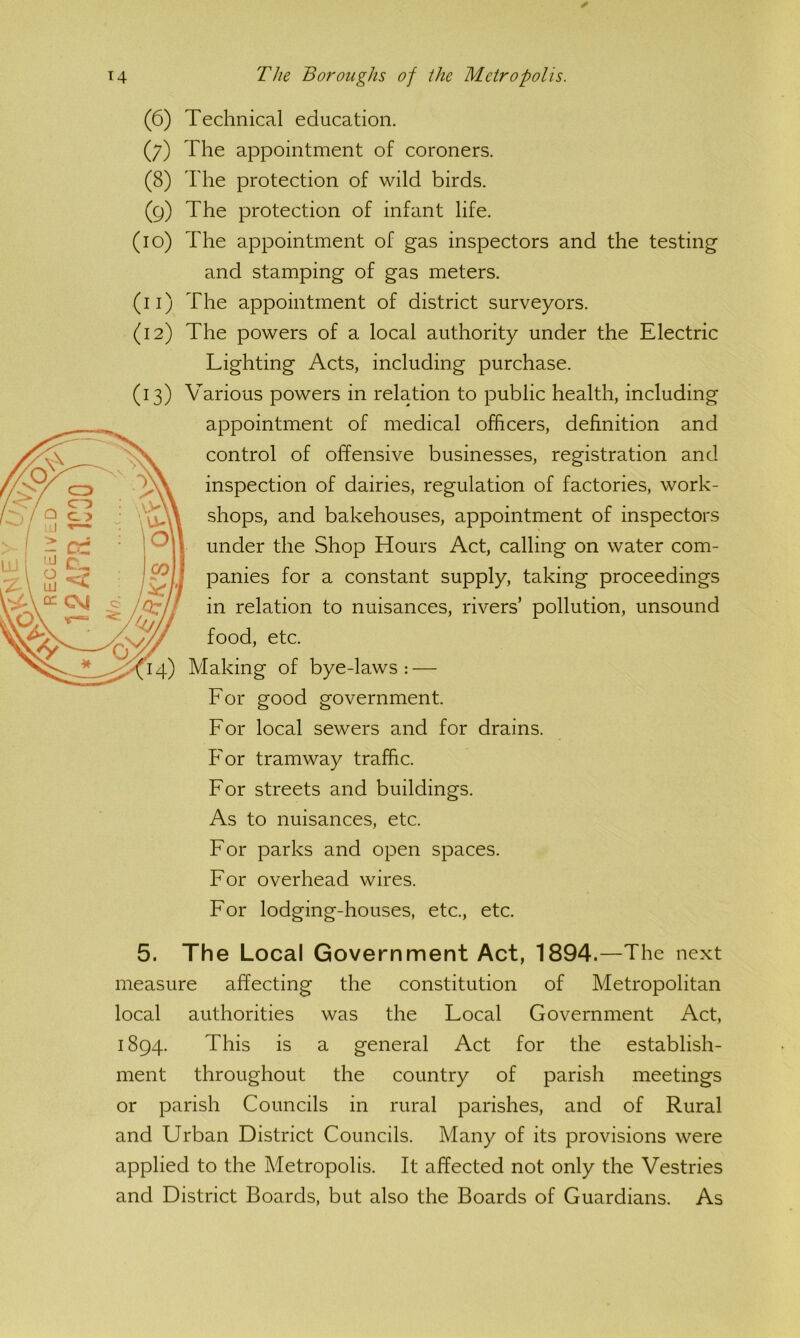 14 The Boroughs of the Metropolis.
(6) Technical education.
(7) The appointment of coroners.
(8) The protection of wild birds.
(9) The protection of infant life.
(10) The appointment of gas inspectors and the testing
and stamping of gas meters.
(11) The appointment of district surveyors.
(12) The powers of a local authority under the Electric
Lighting Acts, including purchase.
(13) Various powers in relation to public health, including
appointment of medical officers, definition and
control of offensive businesses, registration and
inspection of dairies, regulation of factories, work-
shops, and bakehouses, appointment of inspectors
under the Shop Hours Act, calling on water com-
panies for a constant supply, taking proceedings
in relation to nuisances, rivers' pollution, unsound
food, etc.
(14) Making of bye-laws :—
For good government.
For local sewers and for drains.
For tramway traffic.
For streets and buildings.
As to nuisances, etc.
For parks and open spaces.
For overhead wires.
For lodging-houses, etc., etc.
5. The Local Government Act, 1894.—The next
measure affecting the constitution of Metropolitan
local authorities was the Local Government Act,
1894. This is a general Act for the establish-
ment throughout the country of parish meetings
or parish Councils in rural parishes, and of Rural
and Urban District Councils. Many of its provisions were
applied to the Metropolis. It affected not only the Vestries
and District Boards, but also the Boards of Guardians. As
RECEIVED
12 APR. 1900